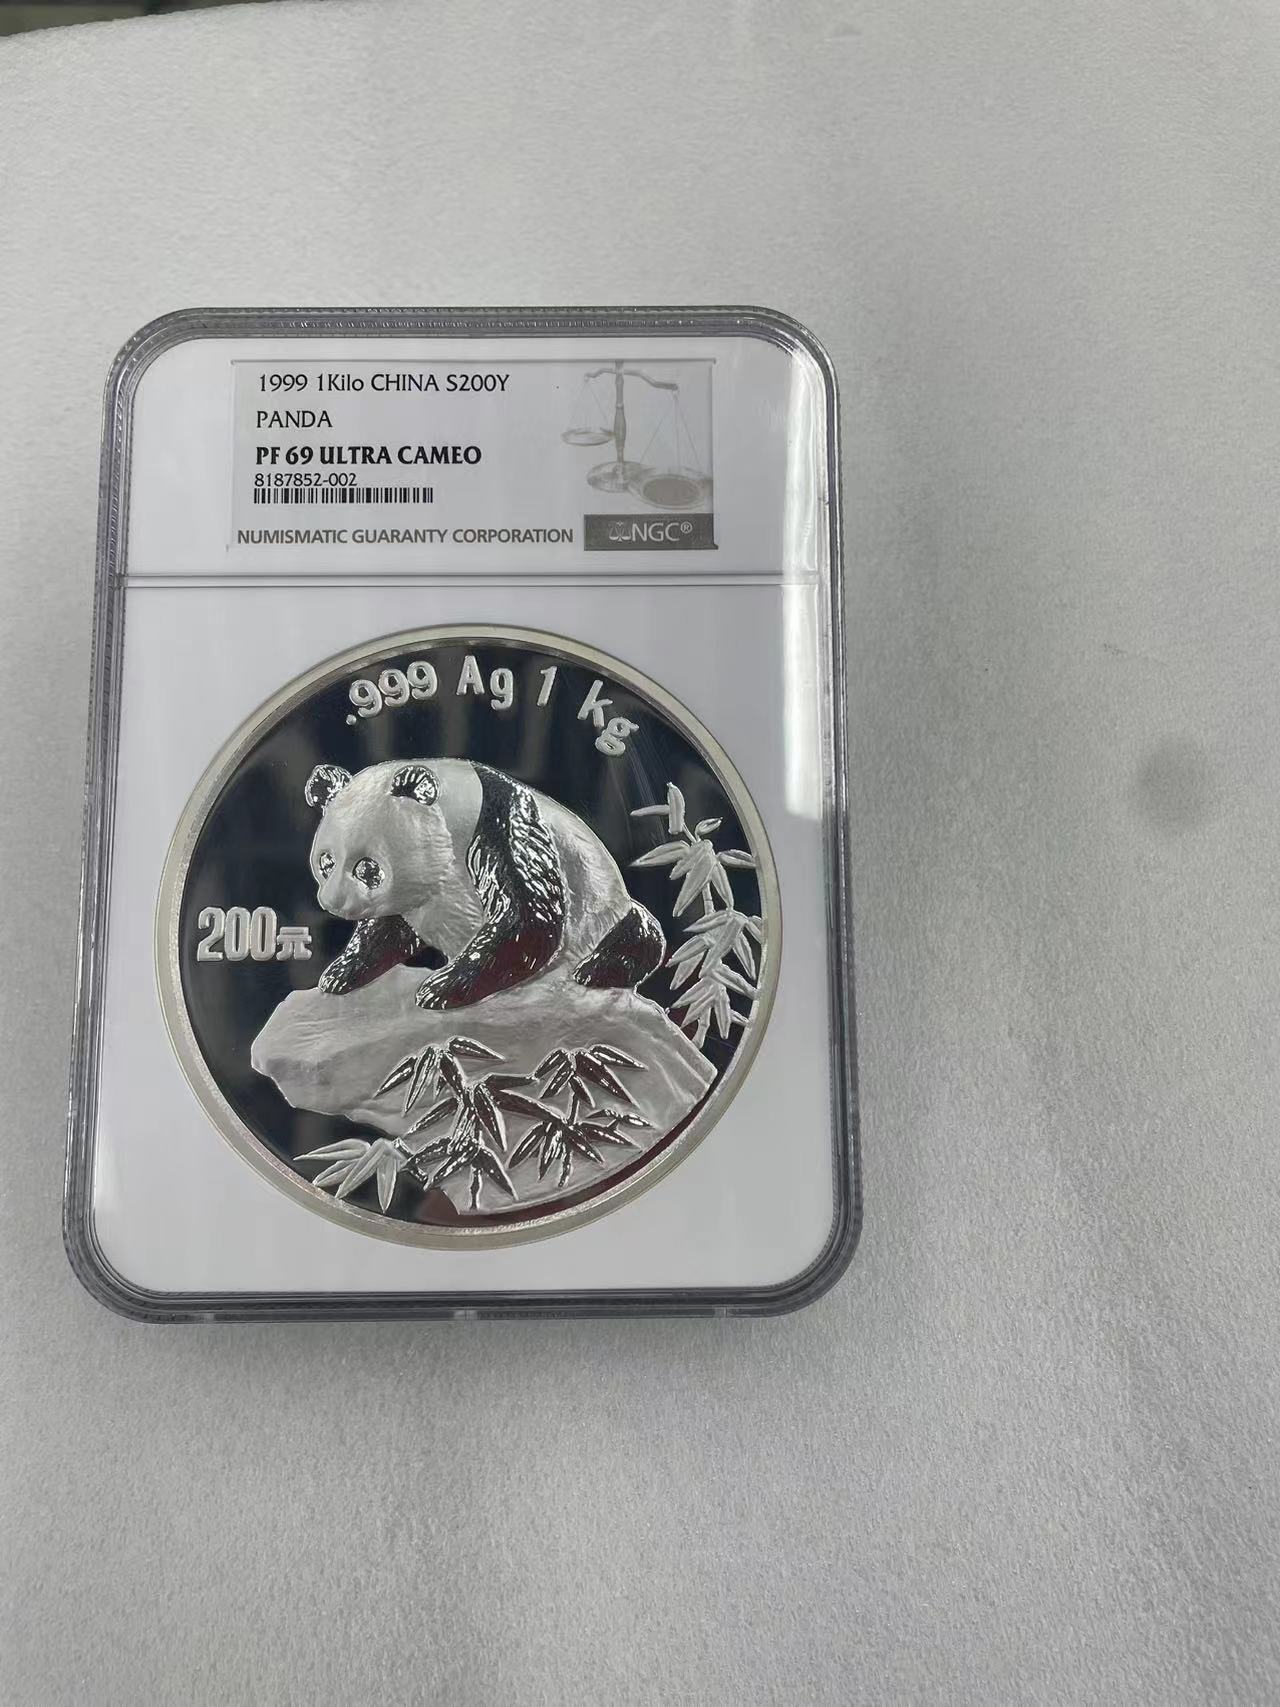 1999 1Kilo CHINA S200Y
PANDA
PF 69 ULTRA CAMEO
8187852-002
NUMISMATIC GUARANTY CORPORATION
NGC®
.999 Ag 1 kg
200元